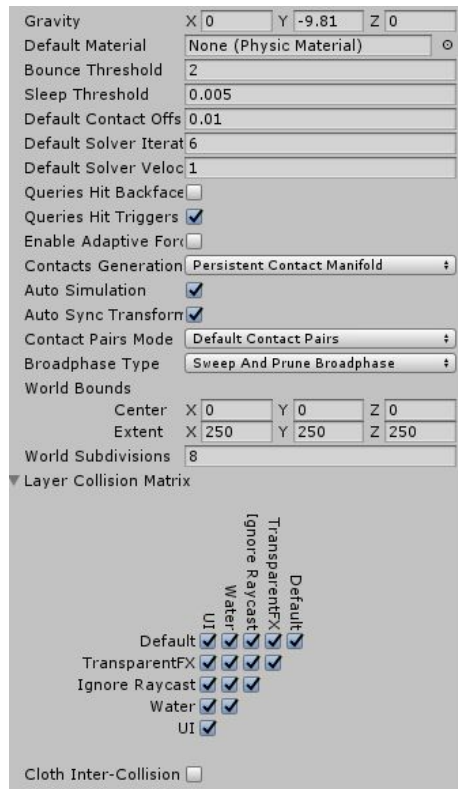 Gravity X 0 Y -9.81 Z 0
Default Material None (Physic Material)
Bounce Threshold 2
Sleep Threshold 0.005
Default Contact Offs 0.01
Default Solver Iterat 6
Default Solver Veloc 1
Queries Hit Backface
Queries Hit Triggers
Enable Adaptive Forc
Contacts Generation Persistent Contact Manifold
Auto Simulation
Auto Sync Transform
Contact Pairs Mode Default Contact Pairs
Broadphase Type Sweep And Prune Broadphase
World Bounds
Center X 0 Y 0 Z 0
Extent X 250 Y 250 Z 250
World Subdivisions 8
Layer Collision Matrix
UI
Water
Ignore Raycast
TransparentFX
Default
Default
TransparentFX
Ignore Raycast
Water
UI
Cloth Inter-Collision